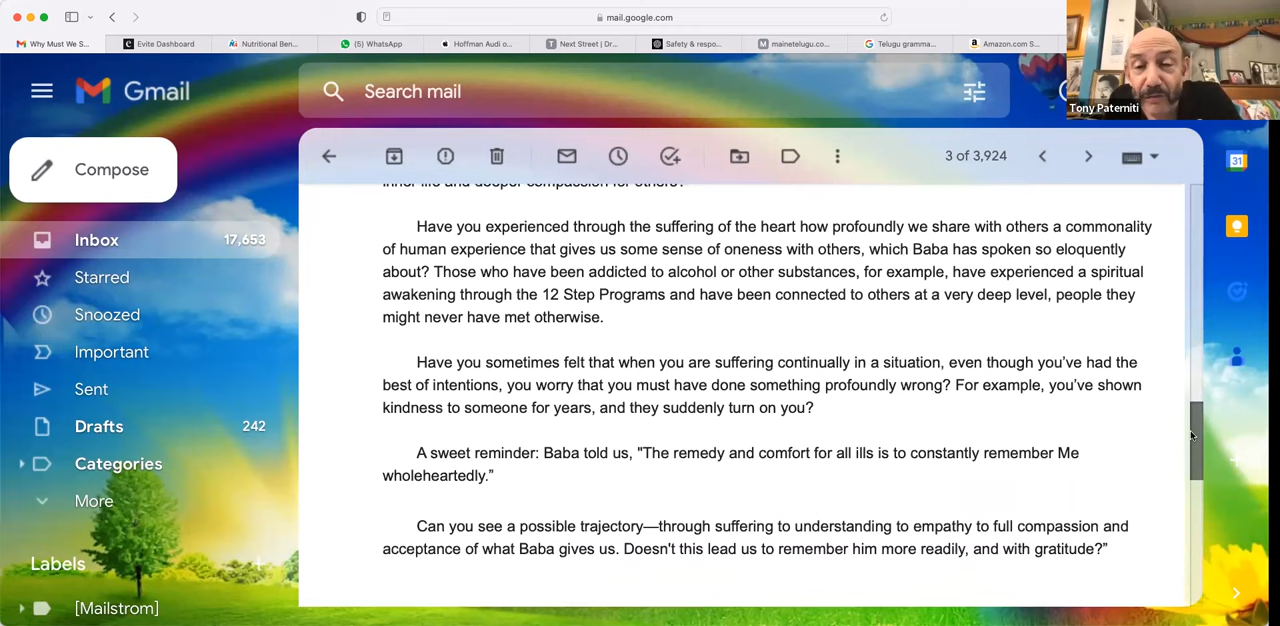 mail.google.com
Why Must We S...
Evite Dashboard
Nutritional Ben...
(5) WhatsApp
Hoffman Audi o...
Next Street | Dr...
Safety & respo...
mainetelugu.co...
Telugu gramma...
Amazon.com S...
Tony Paterniti
Gmail
Search mail
Compose
3 of 3,924
Inbox 17,653
Starred
Snoozed
Important
Sent
Drafts 242
Categories
More
Labels
[Mailstrom]
31
inner life and deeper compassion for others?
Have you experienced through the suffering of the heart how profoundly we share with others a commonality
of human experience that gives us some sense of oneness with others, which Baba has spoken so eloquently
about? Those who have been addicted to alcohol or other substances, for example, have experienced a spiritual
awakening through the 12 Step Programs and have been connected to others at a very deep level, people they
might never have met otherwise.
Have you sometimes felt that when you are suffering continually in a situation, even though you've had the
best of intentions, you worry that you must have done something profoundly wrong? For example, you've shown
kindness to someone for years, and they suddenly turn on you?
A sweet reminder: Baba told us, "The remedy and comfort for all ills is to constantly remember Me
wholeheartedly.”
Can you see a possible trajectory—through suffering to understanding to empathy to full compassion and
acceptance of what Baba gives us. Doesn't this lead us to remember him more readily, and with gratitude?”